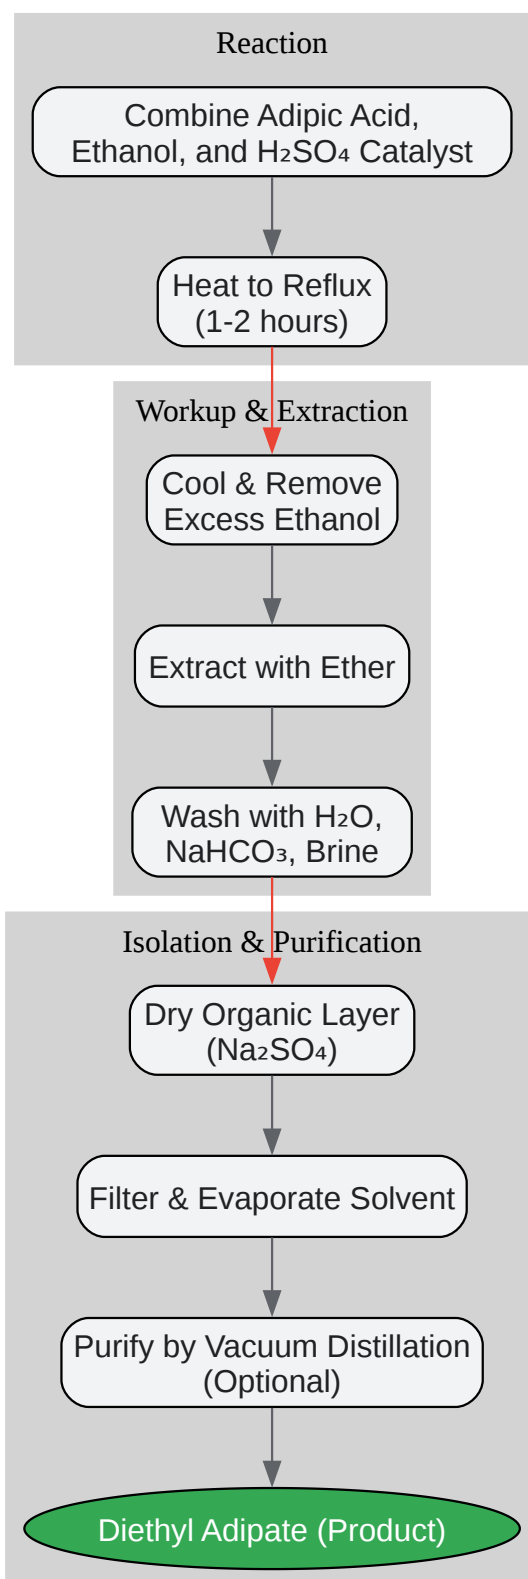 Reaction
Combine Adipic Acid,
Ethanol, and H₂SO₄ Catalyst
Heat to Reflux
(1-2 hours)
Workup & Extraction
Cool & Remove
Excess Ethanol
Extract with Ether
Wash with H₂O,
NaHCO₃, Brine
Isolation & Purification
Dry Organic Layer
(Na₂SO₄)
Filter & Evaporate Solvent
Purify by Vacuum Distillation
(Optional)
Diethyl Adipate (Product)